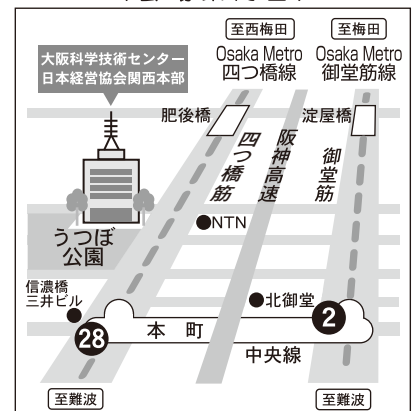 至西梅田
至梅田
Osaka Metro
四つ橋線
Osaka Metro
御堂筋線
大阪科学技術センター
日本経営協会関西本部
肥後橋
淀屋橋
四つ橋筋
阪神高速
御堂筋
NTN
うつぼ
公園
信濃橋
三井ビル
北御堂
2
28
本町
中央線
至難波
至難波